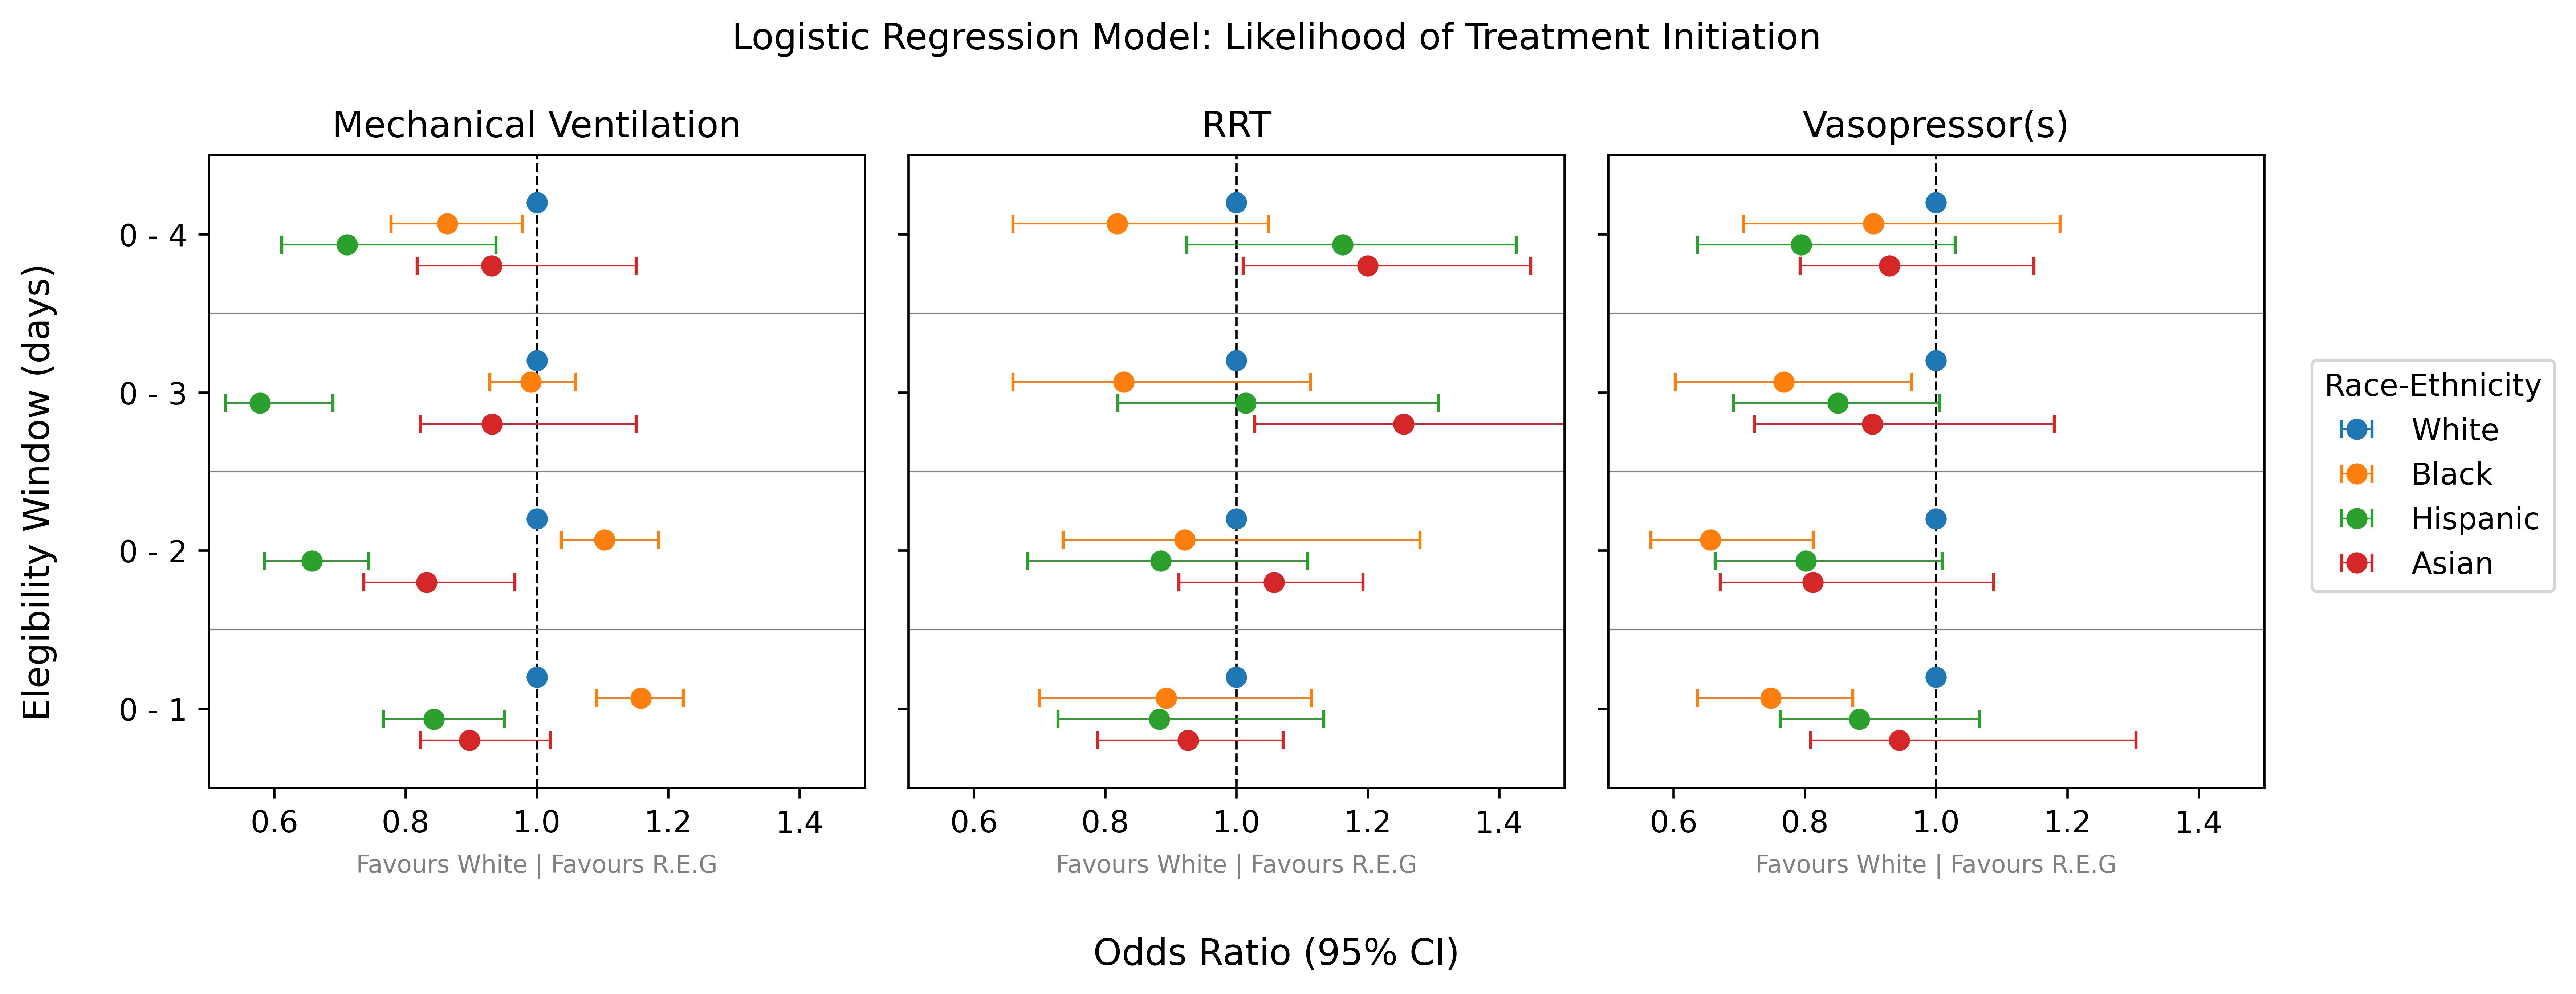 Logistic Regression Model: Likelihood of Treatment Initiation
Mechanical Ventilation
RRT
Vasopressor(s)
Elegibility Window (days)
0 - 4
0 - 3
0 - 2
0 - 1
0.6 0.8 1.0 1.2 1.4
0.6 0.8 1.0 1.2 1.4
0.6 0.8 1.0 1.2 1.4
Favours White | Favours R.E.G
Favours White | Favours R.E.G
Favours White | Favours R.E.G
Odds Ratio (95% CI)
Race-Ethnicity
White
Black
Hispanic
Asian